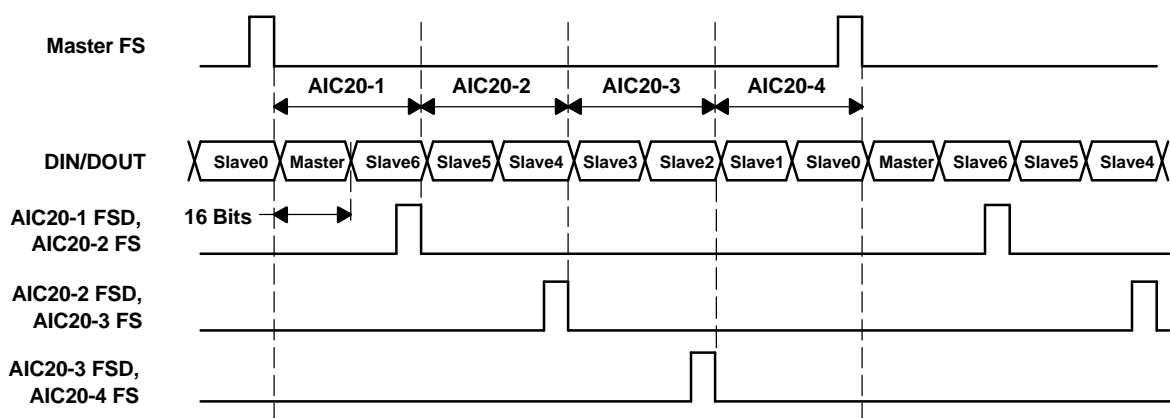 Master FS
AIC20-1 AIC20-2 AIC20-3 AIC20-4
DIN/DOUT Slave0 Master Slave6 Slave5 Slave4 Slave3 Slave2 Slave1 Slave0 Master Slave6 Slave5 Slave4
16 Bits
AIC20-1 FSD,
AIC20-2 FS
AIC20-2 FSD,
AIC20-3 FS
AIC20-3 FSD,
AIC20-4 FS